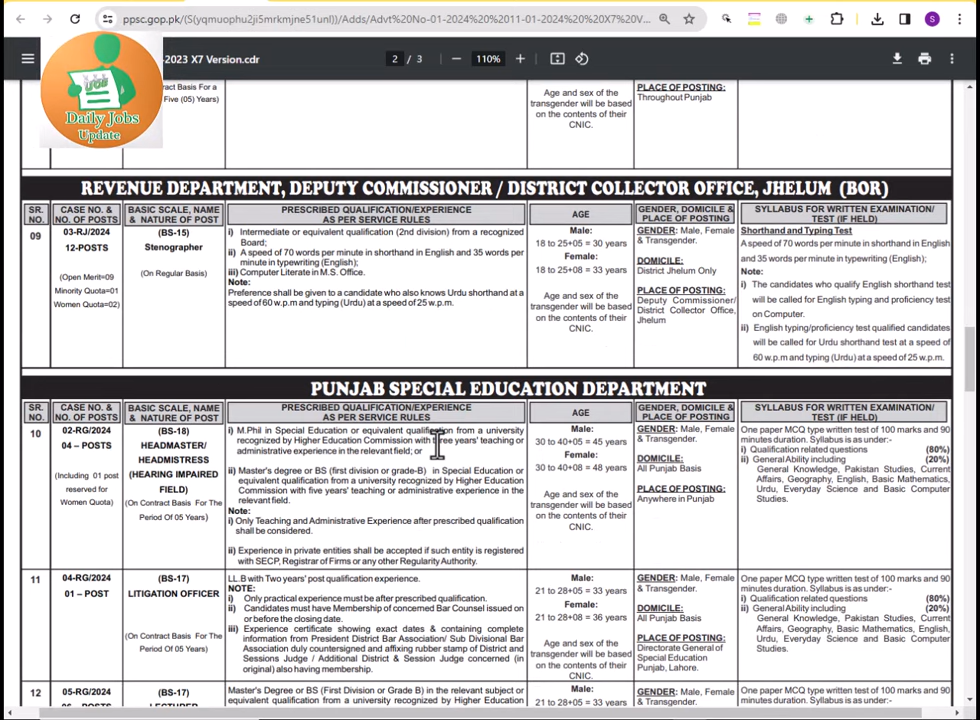 ppsc.gop.pk/(S(yqmuophu2ji5mrkmjne51unl))/Adds/Advt%20No-01-2024%20%2011-01-2024%20%20X7%20V...
S
-2023 X7 Version.cdr
2 / 3
110%
Daily Jobs
Update
ract Basis For a
Five (05) Years)
Age and sex of the
transgender will be based
on the contents of their
CNIC.
PLACE OF POSTING:
Throughout Punjab
REVENUE DEPARTMENT, DEPUTY COMMISSIONER / DISTRICT COLLECTOR OFFICE, JHELUM (BOR)
SR.
NO.
CASE NO. &
NO. OF POSTS
BASIC SCALE, NAME
& NATURE OF POST
PRESCRIBED QUALIFICATION/EXPERIENCE
AS PER SERVICE RULES
AGE
GENDER, DOMICILE &
PLACE OF POSTING
SYLLABUS FOR WRITTEN EXAMINATION/
TEST (IF HELD)
09
03-RJ/2024
12-POSTS
(Open Merit=09
Minority Quota=01
Women Quota=02)
(BS-15)
Stenographer
(On Regular Basis)
i) Intermediate or equivalent qualification (2nd division) from a recognized
Board;
ii) A speed of 70 words per minute in shorthand in English and 35 words per
minute in typewriting (English);
iii) Computer Literate in M.S. Office.
Note:
Preference shall be given to a candidate who also knows Urdu shorthand at a
speed of 60 w.p.m and typing (Urdu) at a speed of 25 w.p.m.
Male:
18 to 25+05 = 30 years
Female:
18 to 25+08 = 33 years
Age and sex of the
transgender will be based
on the contents of their
CNIC.
GENDER: Male, Female
& Transgender.
DOMICILE:
District Jhelum Only
PLACE OF POSTING:
Deputy Commissioner/
District Collector Office,
Jhelum
Shorthand and Typing Test
A speed of 70 words per minute in shorthand in English
and 35 words per minute in typewriting (English);
Note:
i) The candidates who qualify English shorthand test
will be called for English typing and proficiency test
on Computer.
ii) English typing/proficiency test qualified candidates
will be called for Urdu shorthand test at a speed of
60 w.p.m and typing (Urdu) at a speed of 25 w.p.m.
PUNJAB SPECIAL EDUCATION DEPARTMENT
SR.
NO.
CASE NO. &
NO. OF POSTS
BASIC SCALE, NAME
& NATURE OF POST
PRESCRIBED QUALIFICATION/EXPERIENCE
AS PER SERVICE RULES
AGE
GENDER, DOMICILE &
PLACE OF POSTING
SYLLABUS FOR WRITTEN EXAMINATION/
TEST (IF HELD)
10
02-RG/2024
04 – POSTS
(Including 01 post
reserved for
Women Quota)
(BS-18)
HEADMASTER/
HEADMISTRESS
(HEARING IMPAIRED
FIELD)
(On Contract Basis For The
Period Of 05 Years)
i) M.Phil in Special Education or equivalent qualification from a university
recognized by Higher Education Commission with three years' teaching or
administrative experience in the relevant field; or
ii) Master's degree or BS (first division or grade-B) in Special Education or
equivalent qualification from a university recognized by Higher Education
Commission with five years' teaching or administrative experience in the
relevant field.
Note:
i) Only Teaching and Administrative Experience after prescribed qualification
shall be considered.
ii) Experience in private entities shall be accepted if such entity is registered
with SECP, Registrar of Firms or any other Regularity Authority.
Male:
30 to 40+05 = 45 years
Female:
30 to 40+08 = 48 years
Age and sex of the
transgender will be based
on the contents of their
CNIC.
GENDER: Male, Female
& Transgender.
DOMICILE:
All Punjab Basis
PLACE OF POSTING:
Anywhere in Punjab
One paper MCQ type written test of 100 marks and 90
minutes duration. Syllabus is as under:-
i) Qualification related questions (80%)
ii) General Ability including (20%)
General Knowledge, Pakistan Studies, Current
Affairs, Geography, English, Basic Mathematics,
Urdu, Everyday Science and Basic Computer
Studies.
11
04-RG/2024
01 – POST
(BS-17)
LITIGATION OFFICER
(On Contract Basis For The
Period Of 05 Years)
LL.B with Two years' post qualification experience.
NOTE:
i) Only practical experience must be after prescribed qualification.
ii) Candidates must have Membership of concerned Bar Counsel issued on
or before the closing date.
iii) Experience certificate showing exact dates & containing complete
information from President District Bar Association/ Sub Divisional Bar
Association duly countersigned and affixing rubber stamp of District and
Sessions Judge / Additional District & Session Judge concerned (in
original) also having membership.
Male:
21 to 28+05 = 33 years
Female:
21 to 28+08 = 36 years
Age and sex of the
transgender will be based
on the contents of their
CNIC.
GENDER: Male, Female
& Transgender.
DOMICILE:
All Punjab Basis
PLACE OF POSTING:
Directorate General of
Special Education
Punjab, Lahore.
One paper MCQ type written test of 100 marks and 90
minutes duration. Syllabus is as under:-
i) Qualification related questions (80%)
ii) General Ability including (20%)
General Knowledge, Pakistan Studies, Current
Affairs, Geography, Basic Mathematics, English,
Urdu, Everyday Science and Basic Computer
Studies.
12
05-RG/2024
(BS-17)
Master's Degree or BS (First Division or Grade B) in the relevant subject or
equivalent qualification from a university recognized by Higher Education
Male:
21 to 28+05 = 33 years
GENDER: Male, Female
& Transgender.
One paper MCQ type written test of 100 marks and 90
minutes duration. Syllabus is as under:-